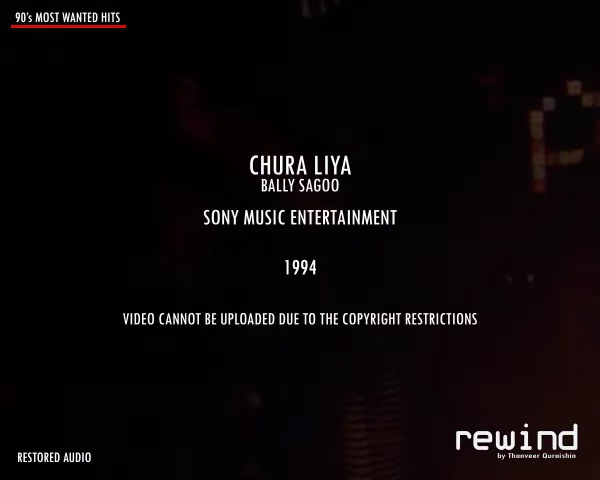 90's MOST WANTED HITS
CHURA LIYA
BALLY SAGOO
SONY MUSIC ENTERTAINMENT
1994
VIDEO CANNOT BE UPLOADED DUE TO THE COPYRIGHT RESTRICTIONS
rewind
by Thanveer Quraishin
RESTORED AUDIO